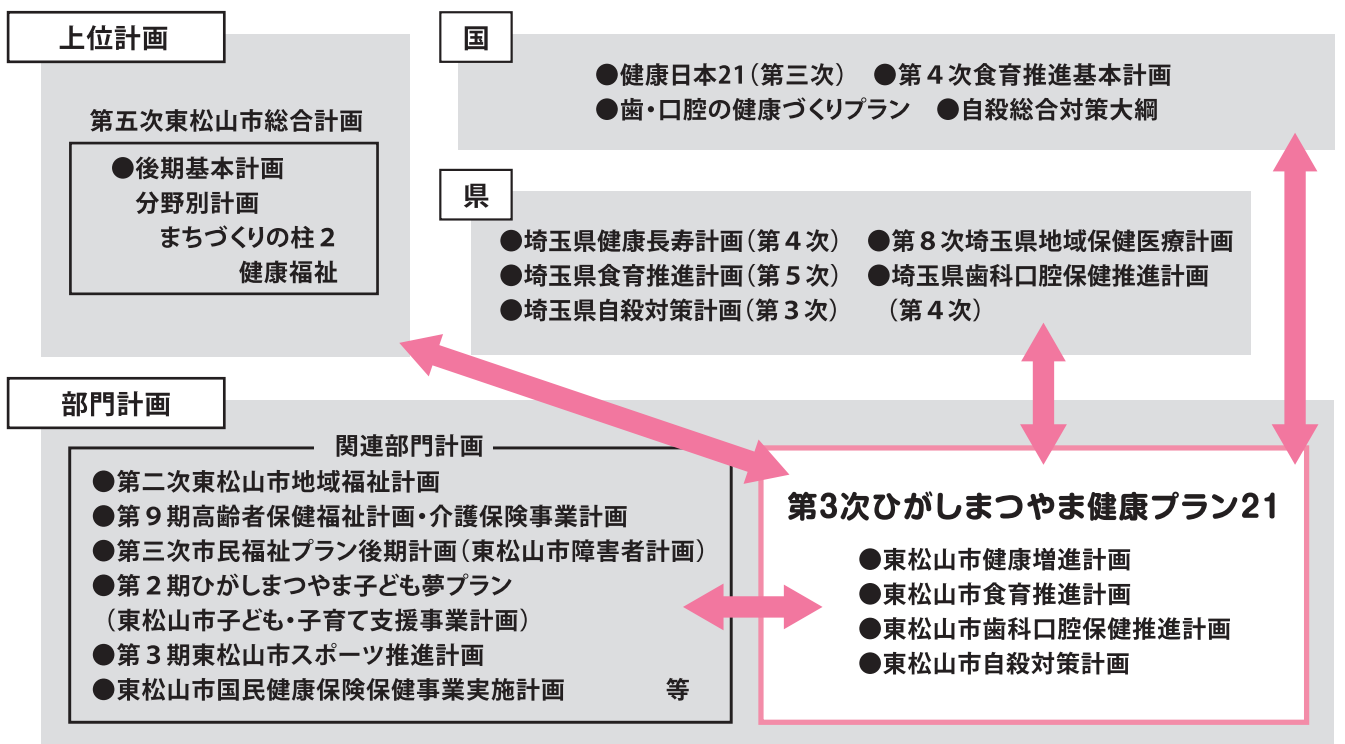 上位計画
第五次東松山市総合計画
●後期基本計画
分野別計画
まちづくりの柱２
健康福祉
国
●健康日本21（第三次）　●第４次食育推進基本計画
●歯・口腔の健康づくりプラン　●自殺総合対策大綱
県
●埼玉県健康長寿計画（第４次）　●第８次埼玉県地域保健医療計画
●埼玉県食育推進計画（第５次）　●埼玉県歯科口腔保健推進計画
●埼玉県自殺対策計画（第３次）　（第４次）
部門計画
関連部門計画
●第二次東松山市地域福祉計画
●第９期高齢者保健福祉計画・介護保険事業計画
●第三次市民福祉プラン後期計画（東松山市障害者計画）
●第２期ひがしまつやま子ども夢プラン
（東松山市子ども・子育て支援事業計画）
●第３期東松山市スポーツ推進計画
●東松山市国民健康保険保健事業実施計画　等
第3次ひがしまつやま健康プラン21
●東松山市健康増進計画
●東松山市食育推進計画
●東松山市歯科口腔保健推進計画
●東松山市自殺対策計画